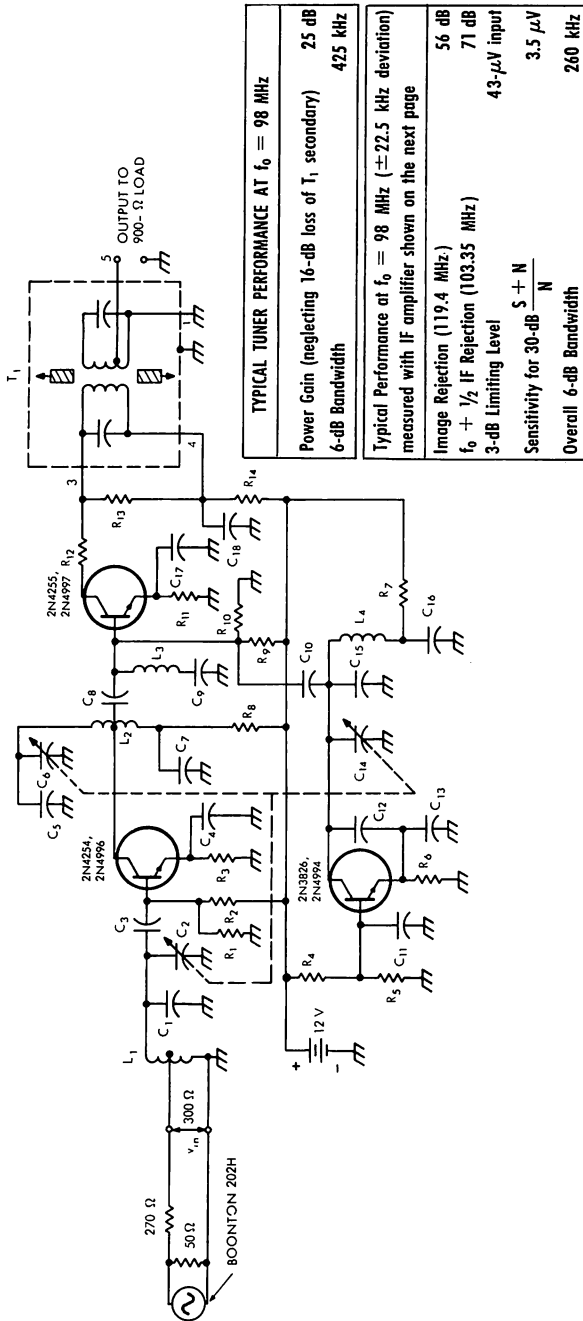 BOONTON 202H
270 Ω
50 Ω
v_in
300 Ω
L₁
C₁
C₂
C₃
R₁
R₂
2N4254,
2N4996
R₃
C₄
C₅
C₆
L₂
C₇
R₈
C₈
L₃
C₉
2N4255,
2N4997
R₁₀
R₉
R₁₁
C₁₇
R₁₂
R₁₃
C₁₈
R₁₄
T₁
3
4
5
1
OUTPUT TO
900-Ω LOAD
+
−
12 V
R₄
R₅
C₁₁
2N3826,
2N4994
R₆
C₁₂
C₁₃
C₁₄
C₁₅
C₁₀
L₄
R₇
C₁₆
TYPICAL TUNER PERFORMANCE AT f₀ = 98 MHz
Power Gain (neglecting 16-dB loss of T₁ secondary) 25 dB
6-dB Bandwidth 425 kHz
Typical Performance at f₀ = 98 MHz (±22.5 kHz deviation)
measured with IF amplifier shown on the next page
Image Rejection (119.4 MHz) 56 dB
f₀ + ½ IF Rejection (103.35 MHz) 71 dB
3-dB Limiting Level 43-μV input
Sensitivity for 30-dB (S + N)/N 3.5 μV
Overall 6-dB Bandwidth 260 kHz